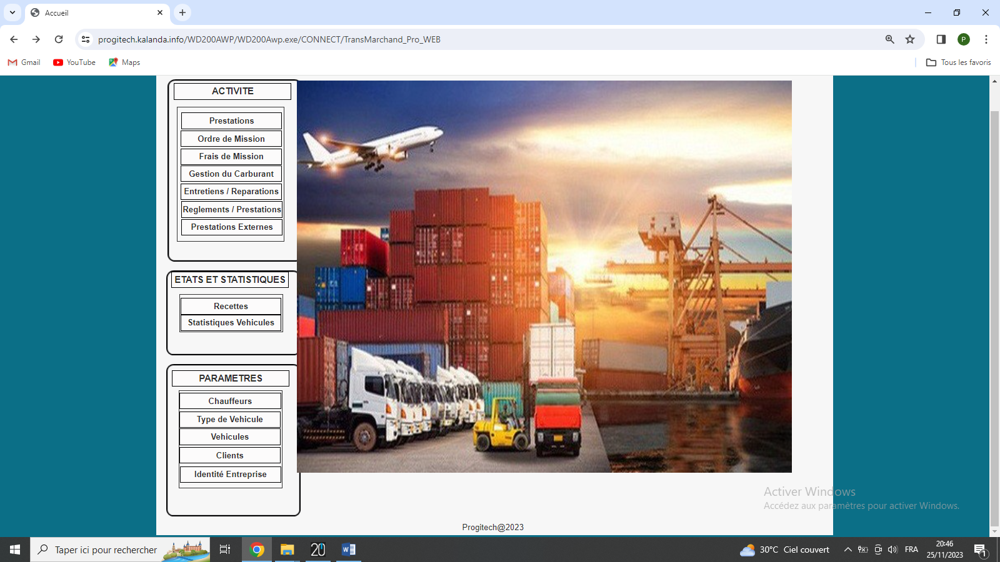 Accueil
progitech.kalanda.info/WD200AWP/WD200Awp.exe/CONNECT/TransMarchand_Pro_WEB
P
Gmail
YouTube
Maps
Tous les favoris
ACTIVITE
Prestations
Ordre de Mission
Frais de Mission
Gestion du Carburant
Entretiens / Reparations
Reglements / Prestations
Prestations Externes
ETATS ET STATISTIQUES
Recettes
Statistiques Vehicules
PARAMETRES
Chauffeurs
Type de Vehicule
Vehicules
Clients
Identité Entreprise
Activer Windows
Accédez aux paramètres pour activer Windows.
Progitech@2023
Taper ici pour rechercher
20
W
30°C Ciel couvert
FRA
20:46
25/11/2023
1